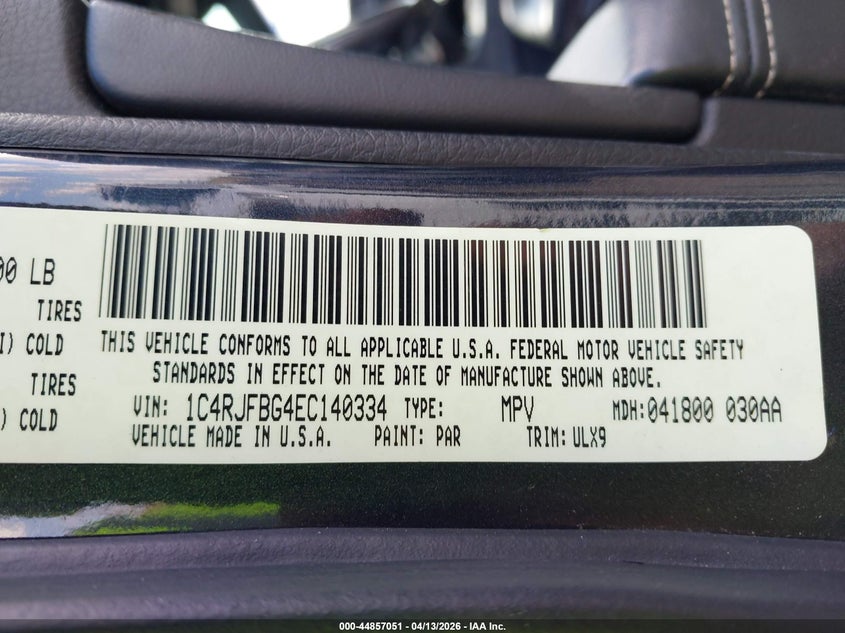 00 LB
TIRES
I) COLD
TIRES
) COLD
THIS VEHICLE CONFORMS TO ALL APPLICABLE U.S.A. FEDERAL MOTOR VEHICLE SAFETY
STANDARDS IN EFFECT ON THE DATE OF MANUFACTURE SHOWN ABOVE.
VIN: 1C4RJFBG4EC140334 TYPE: MPV MDH:041800 030AA
VEHICLE MADE IN U.S.A. PAINT: PAR TRIM:ULX9
000-44857051 - 04/13/2026 - IAA Inc.